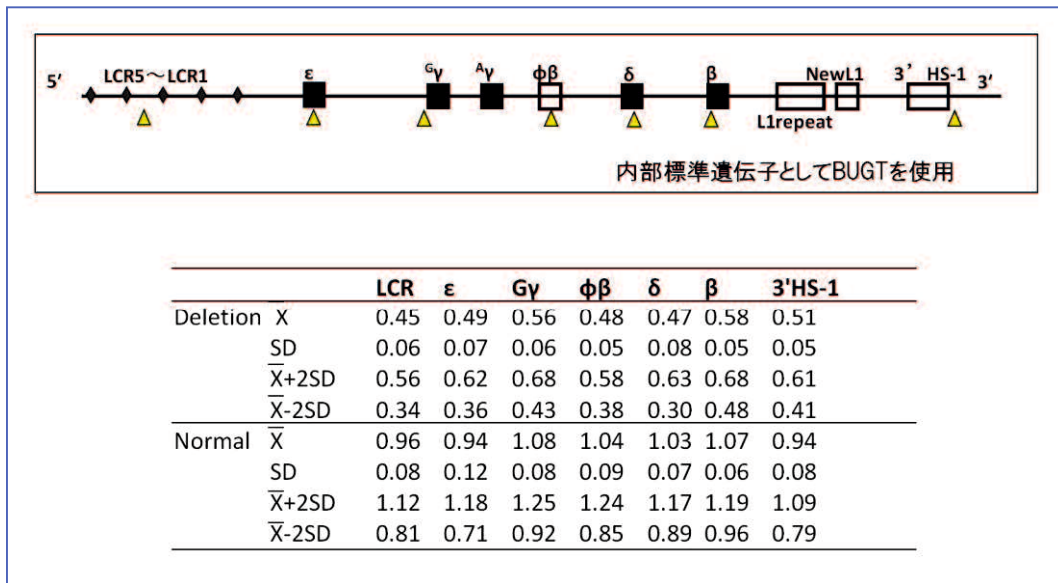 5′ LCR5～LCR1 ε Gγ Aγ φβ δ β NewL1 3’ HS-1 3′
L1repeat
内部標準遺伝子としてBUGTを使用
LCR ε Gγ φβ δ β 3'HS-1
Deletion X̄ 0.45 0.49 0.56 0.48 0.47 0.58 0.51
SD 0.06 0.07 0.06 0.05 0.08 0.05 0.05
X̄+2SD 0.56 0.62 0.68 0.58 0.63 0.68 0.61
X̄-2SD 0.34 0.36 0.43 0.38 0.30 0.48 0.41
Normal X̄ 0.96 0.94 1.08 1.04 1.03 1.07 0.94
SD 0.08 0.12 0.08 0.09 0.07 0.06 0.08
X̄+2SD 1.12 1.18 1.25 1.24 1.17 1.19 1.09
X̄-2SD 0.81 0.71 0.92 0.85 0.89 0.96 0.79